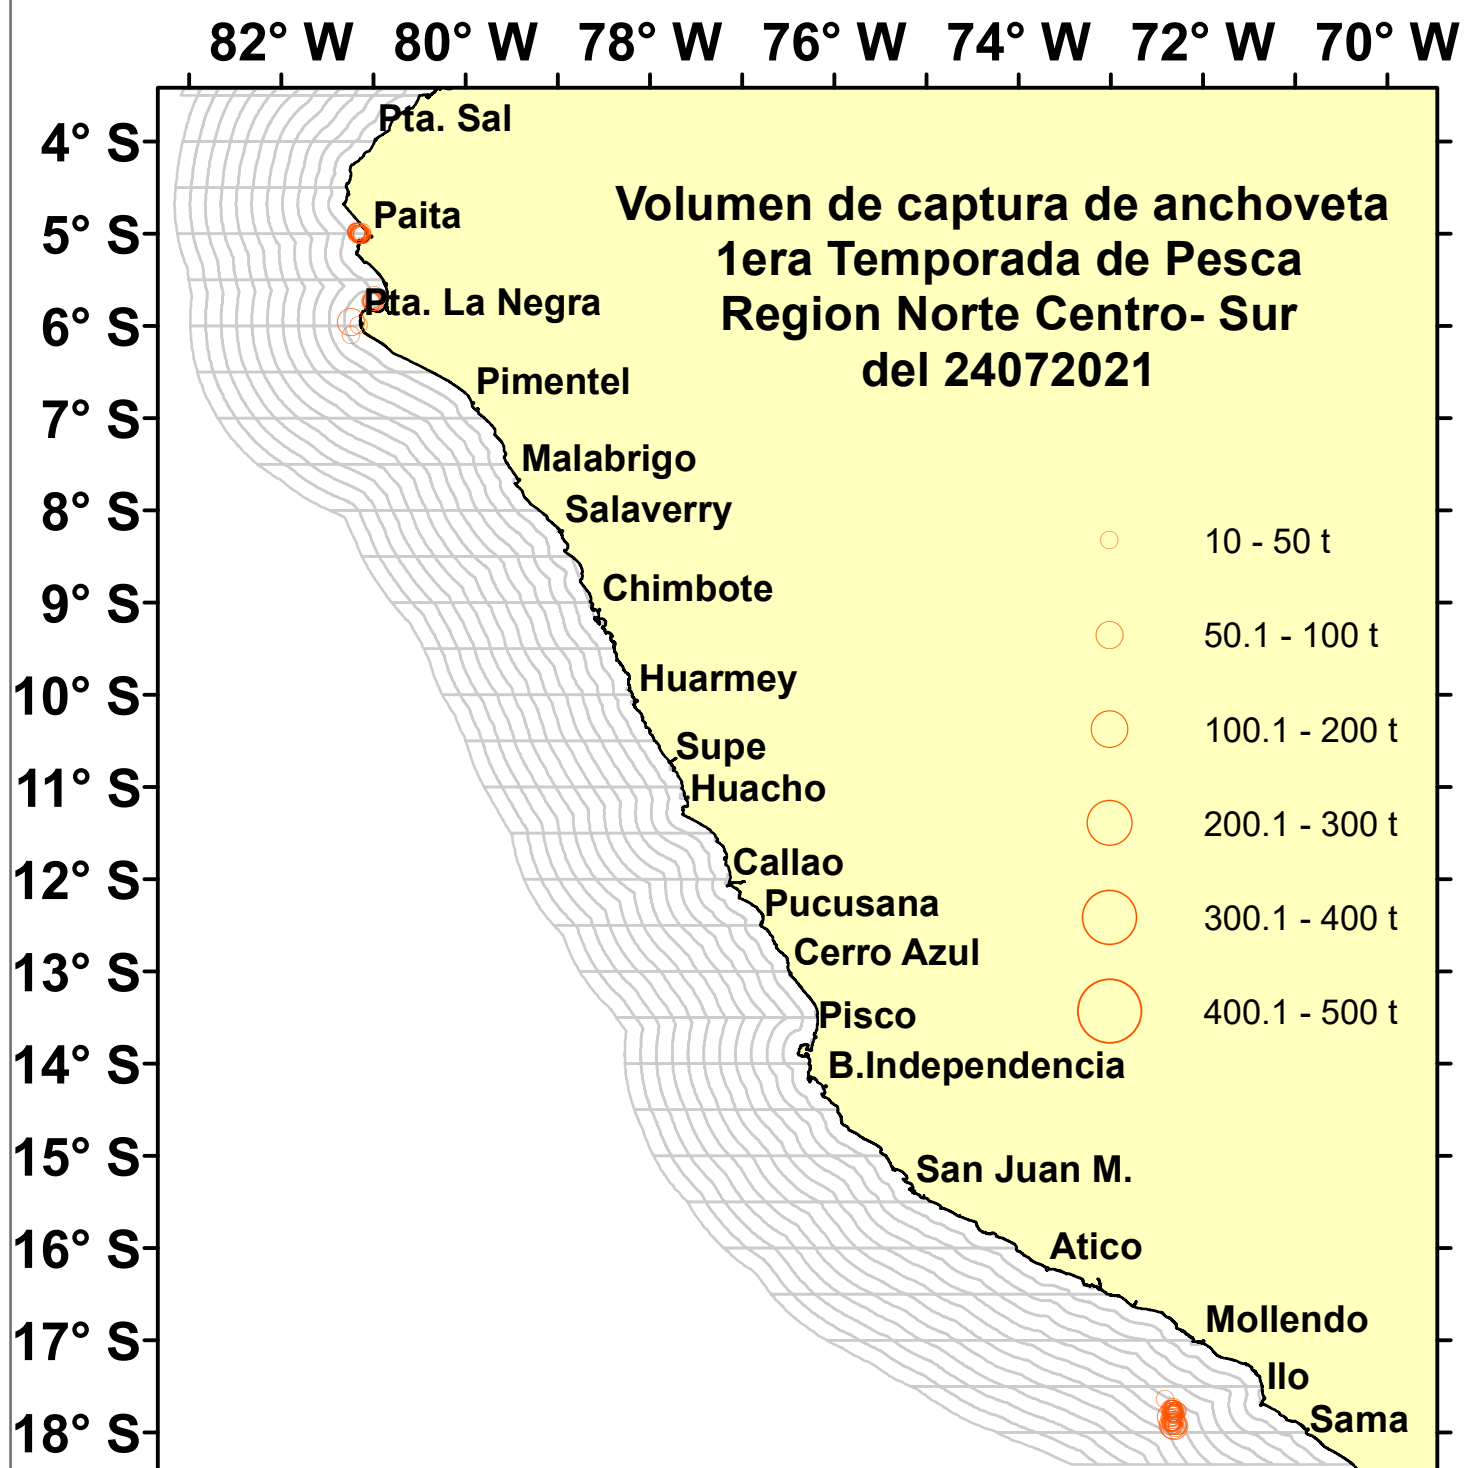 82° W 80° W 78° W 76° W 74° W 72° W 70° W
Pta. Sal
4° S
Volumen de captura de anchoveta
1era Temporada de Pesca
Region Norte Centro- Sur
del 24072021
Paita
5° S
Pta. La Negra
6° S
Pimentel
7° S
Malabrigo
8° S
Salaverry
10 - 50 t
Chimbote
9° S
50.1 - 100 t
Huarmey
10° S
100.1 - 200 t
Supe
11° S
Huacho
200.1 - 300 t
Callao
12° S
Pucusana
300.1 - 400 t
Cerro Azul
13° S
Pisco
400.1 - 500 t
14° S
B.Independencia
15° S
San Juan M.
16° S
Atico
Mollendo
17° S
Ilo
Sama
18° S